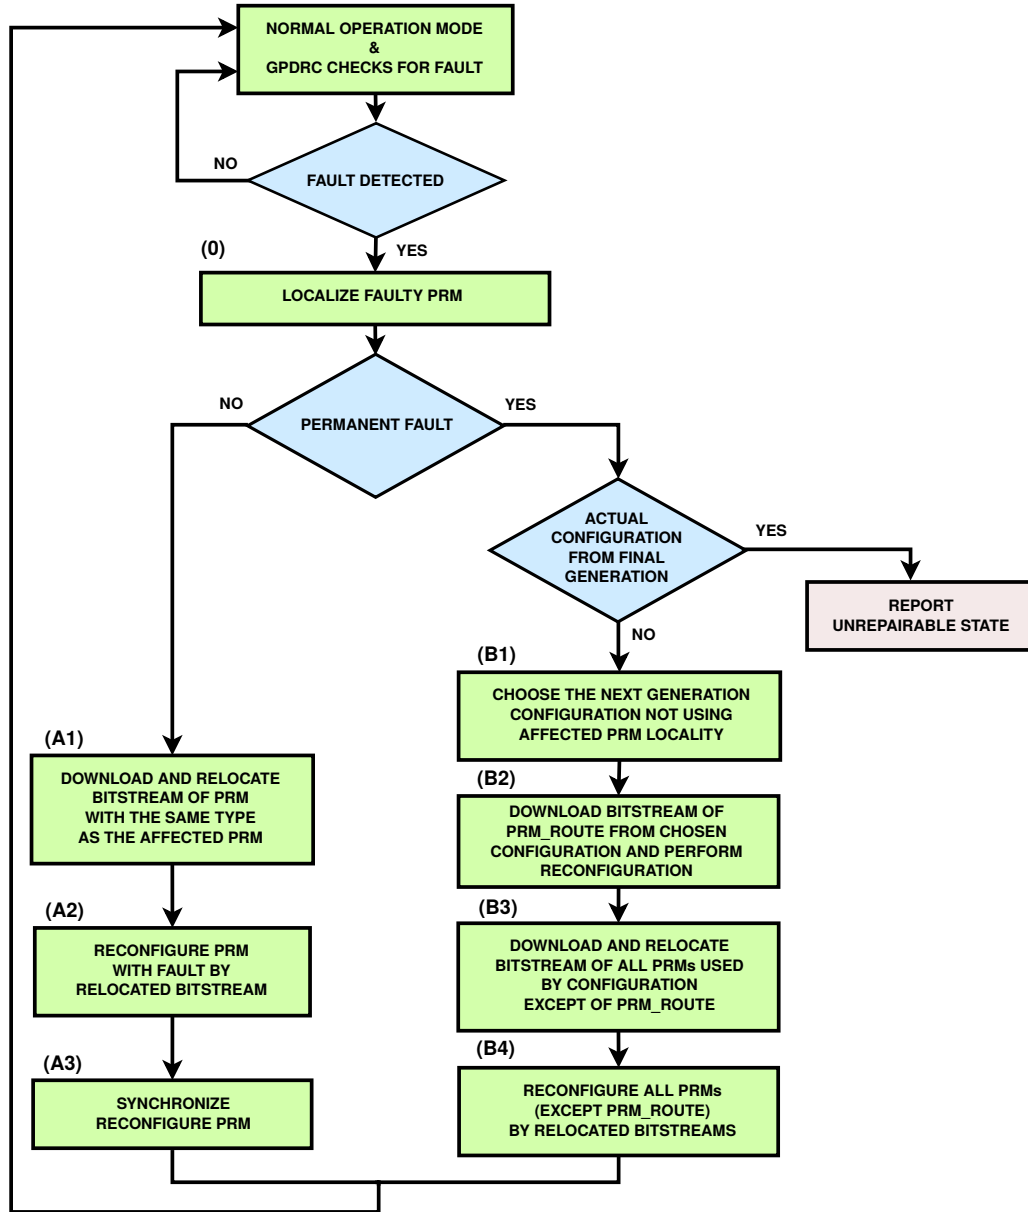 NORMAL OPERATION MODE
&
GPDRC CHECKS FOR FAULT
NO
FAULT DETECTED
(0)
YES
LOCALIZE FAULTY PRM
NO
YES
PERMANENT FAULT
ACTUAL
CONFIGURATION
FROM FINAL
GENERATION
YES
REPORT
UNREPAIRABLE STATE
NO
(B1)
CHOOSE THE NEXT GENERATION
CONFIGURATION NOT USING
AFFECTED PRM LOCALITY
(A1)
DOWNLOAD AND RELOCATE
BITSTREAM OF PRM
WITH THE SAME TYPE
AS THE AFFECTED PRM
(B2)
DOWNLOAD BITSTREAM OF
PRM_ROUTE FROM CHOSEN
CONFIGURATION AND PERFORM
RECONFIGURATION
(A2)
RECONFIGURE PRM
WITH FAULT BY
RELOCATED BITSTREAM
(B3)
DOWNLOAD AND RELOCATE
BITSTREAM OF ALL PRMs USED
BY CONFIGURATION
EXCEPT OF PRM_ROUTE
(A3)
SYNCHRONIZE
RECONFIGURE PRM
(B4)
RECONFIGURE ALL PRMs
(EXCEPT PRM_ROUTE)
BY RELOCATED BITSTREAMS